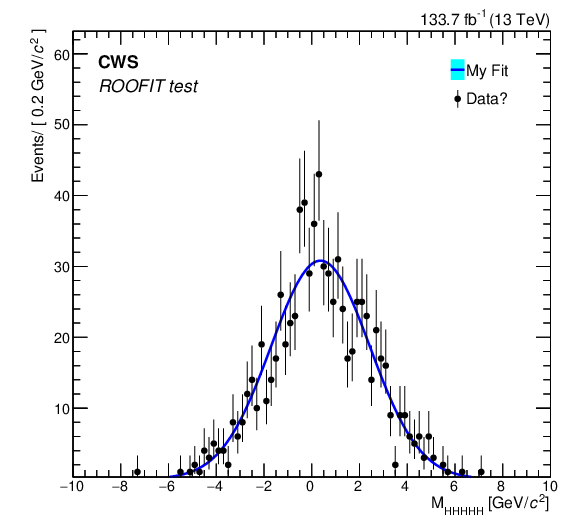 133.7 fb⁻¹ (13 TeV)
CWS
ROOFIT test
My Fit
Data?
Events/ [ 0.2 GeV/c² ]
60
50
40
30
20
10
−10 −8 −6 −4 −2 0 2 4 6 8 10
M_HHHHH [GeV/c²]